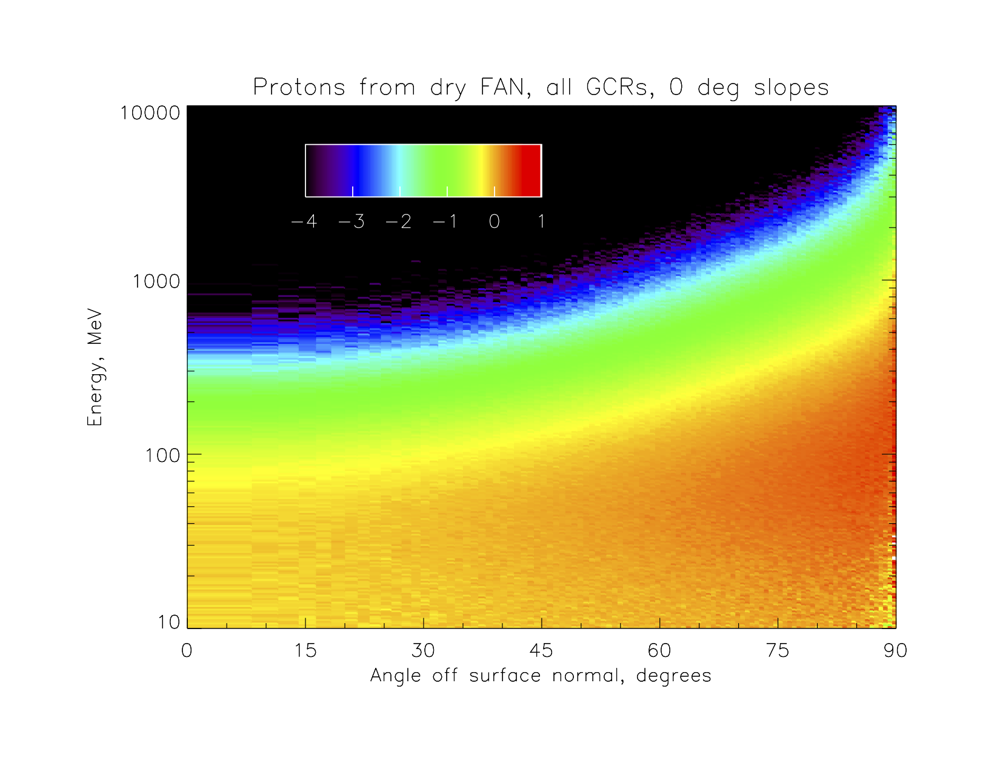 Protons from dry FAN, all GCRs, 0 deg slopes
10000
1000
100
10
Energy, MeV
−4 −3 −2 −1 0 1
0 15 30 45 60 75 90
Angle off surface normal, degrees